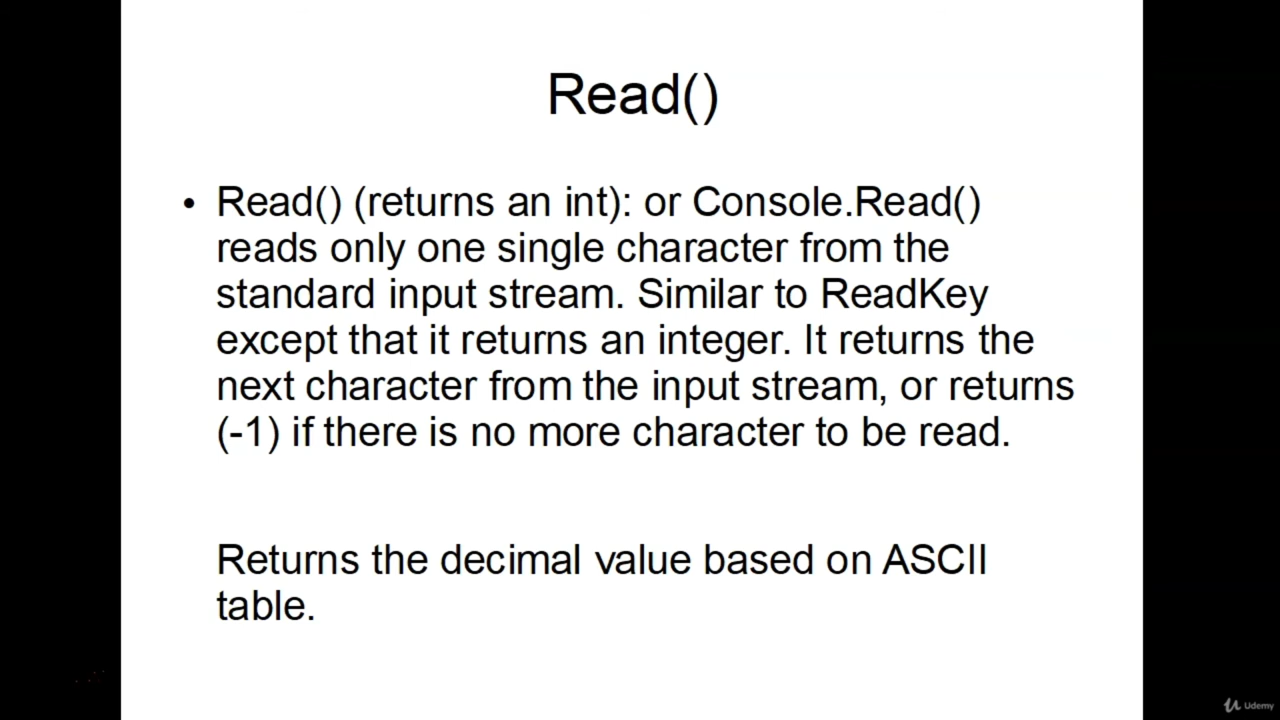 Read()
• Read() (returns an int): or Console.Read()
reads only one single character from the
standard input stream. Similar to ReadKey
except that it returns an integer. It returns the
next character from the input stream, or returns
(-1) if there is no more character to be read.
Returns the decimal value based on ASCII
table.
Udemy